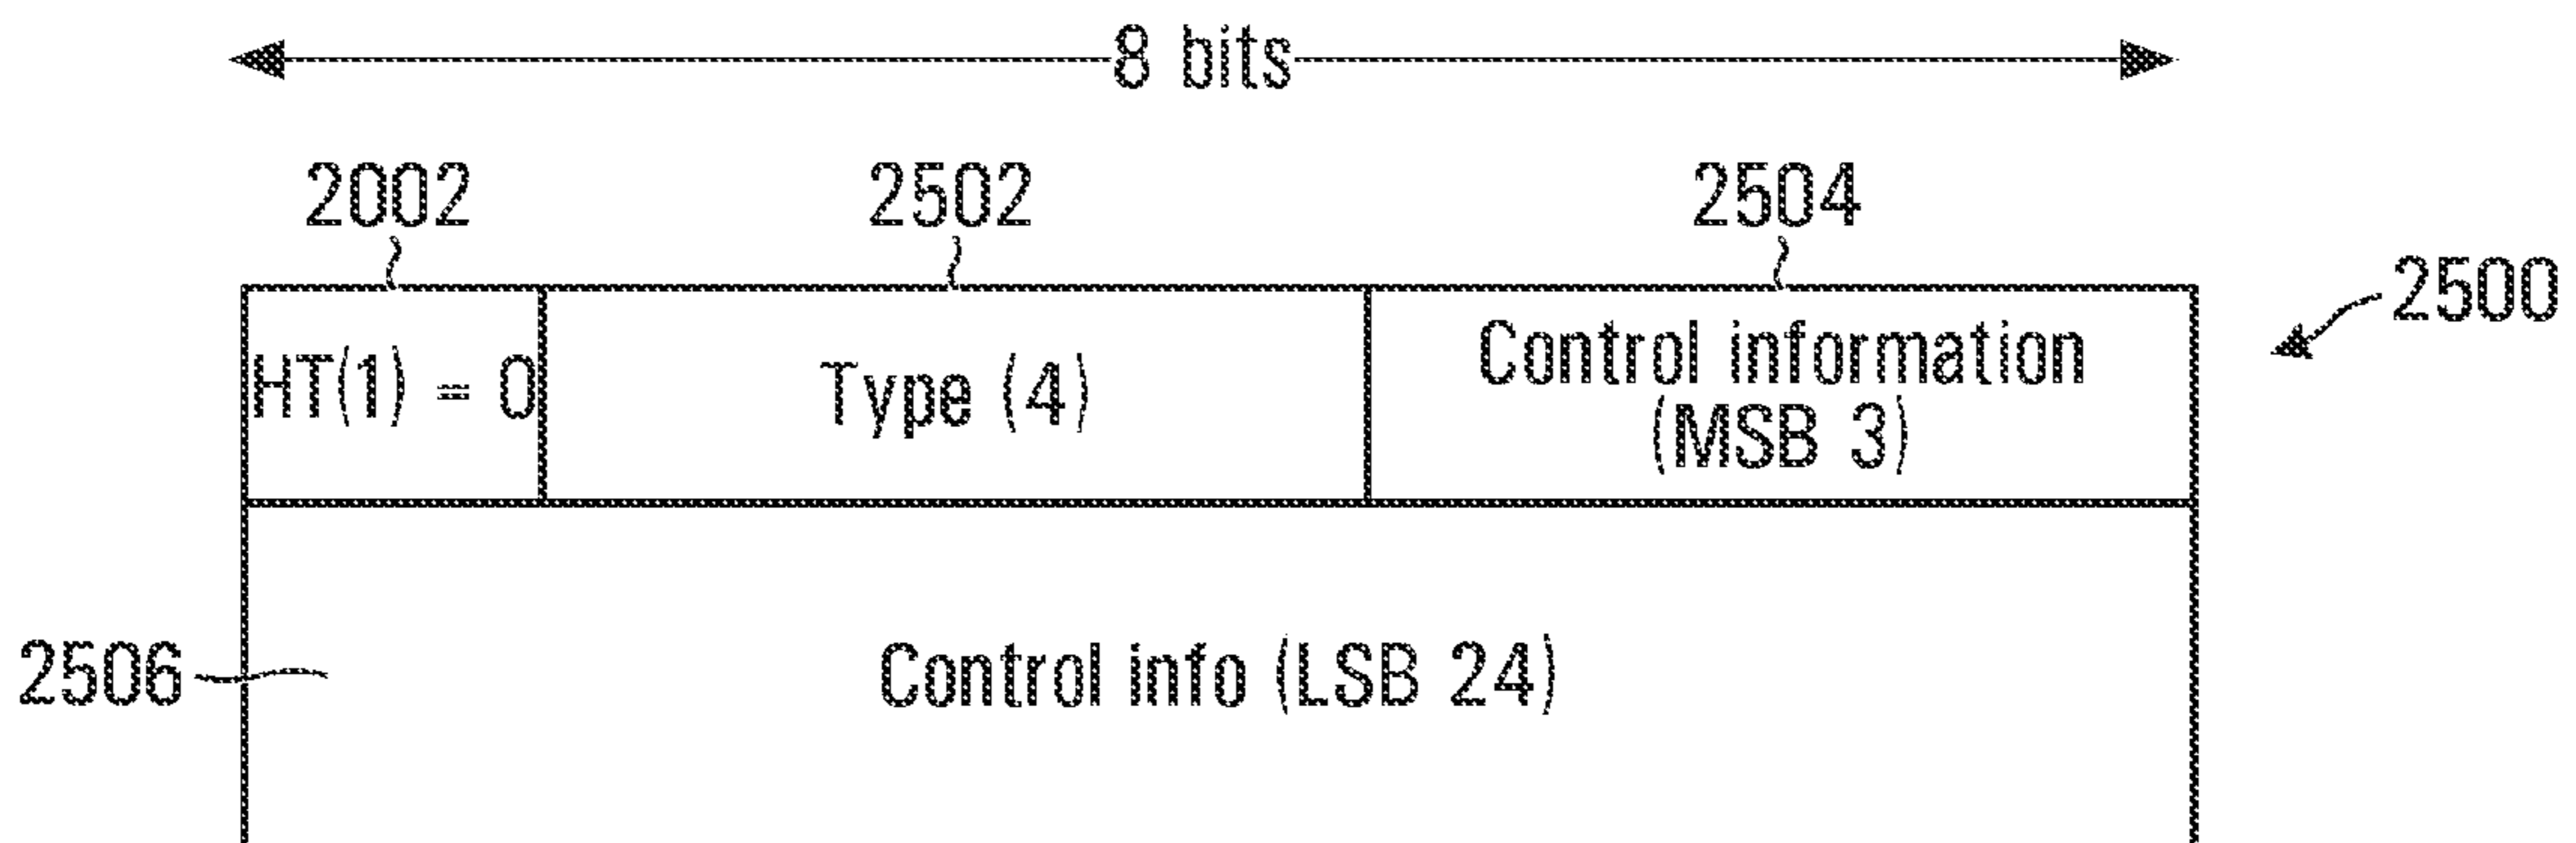 8 bits
2002
2502
2504
2500
HT(1) = 0
Type (4)
Control information
(MSB 3)
2506
Control info (LSB 24)